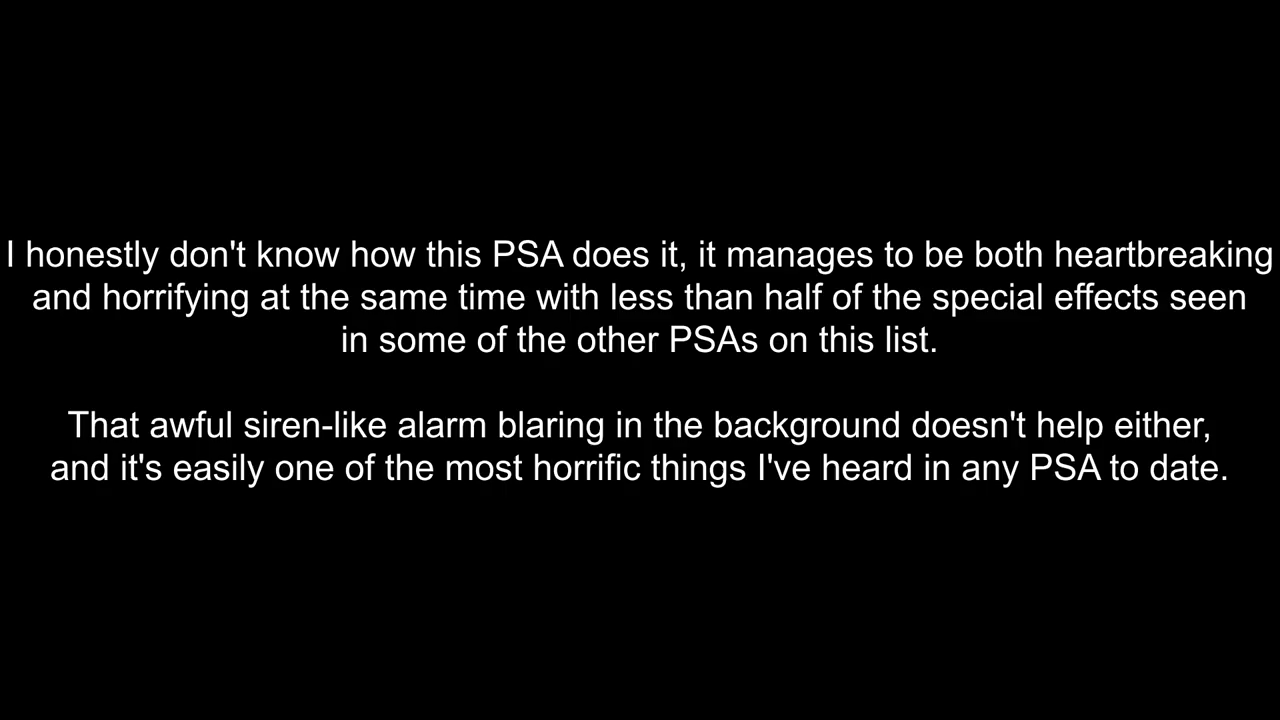 I honestly don't know how this PSA does it, it manages to be both heartbreaking
and horrifying at the same time with less than half of the special effects seen
in some of the other PSAs on this list.
That awful siren-like alarm blaring in the background doesn't help either,
and it's easily one of the most horrific things I've heard in any PSA to date.